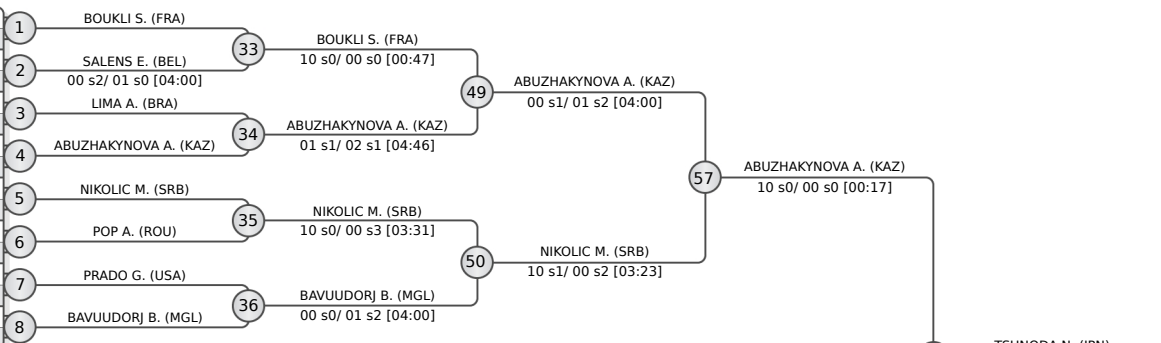 1
BOUKLI S. (FRA)
33
BOUKLI S. (FRA)
10 s0/ 00 s0 [00:47]
2
SALENS E. (BEL)
00 s2/ 01 s0 [04:00]
49
ABUZHAKYNOVA A. (KAZ)
00 s1/ 01 s2 [04:00]
3
LIMA A. (BRA)
34
ABUZHAKYNOVA A. (KAZ)
01 s1/ 02 s1 [04:46]
4
ABUZHAKYNOVA A. (KAZ)
57
ABUZHAKYNOVA A. (KAZ)
10 s0/ 00 s0 [00:17]
5
NIKOLIC M. (SRB)
35
NIKOLIC M. (SRB)
10 s0/ 00 s3 [03:31]
6
POP A. (ROU)
50
NIKOLIC M. (SRB)
10 s1/ 00 s2 [03:23]
7
PRADO G. (USA)
36
BAVUUDORJ B. (MGL)
00 s0/ 01 s2 [04:00]
8
BAVUUDORJ B. (MGL)
TSUNODA N. (JPN)